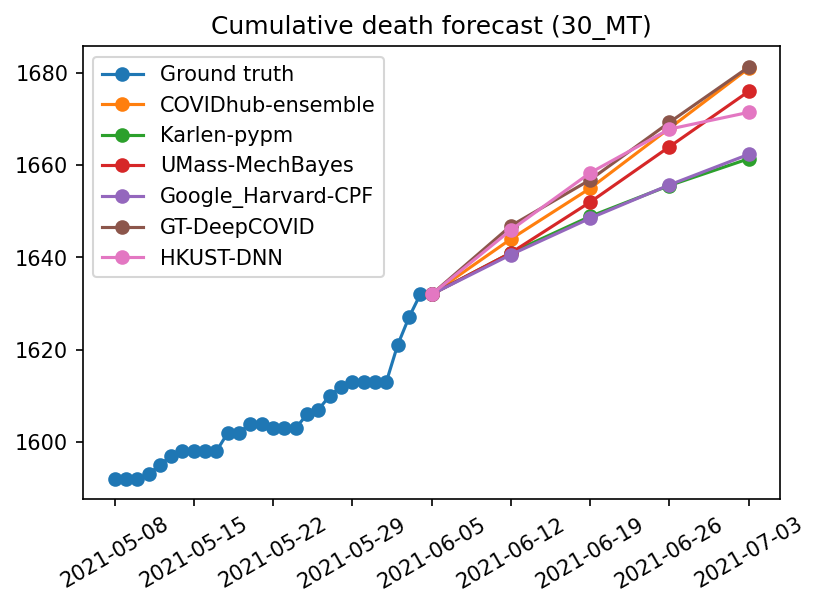 Cumulative death forecast (30_MT)
Ground truth
COVIDhub-ensemble
Karlen-pypm
UMass-MechBayes
Google_Harvard-CPF
GT-DeepCOVID
HKUST-DNN
1680
1660
1640
1620
1600
2021-05-08
2021-05-15
2021-05-22
2021-05-29
2021-06-05
2021-06-12
2021-06-19
2021-06-26
2021-07-03